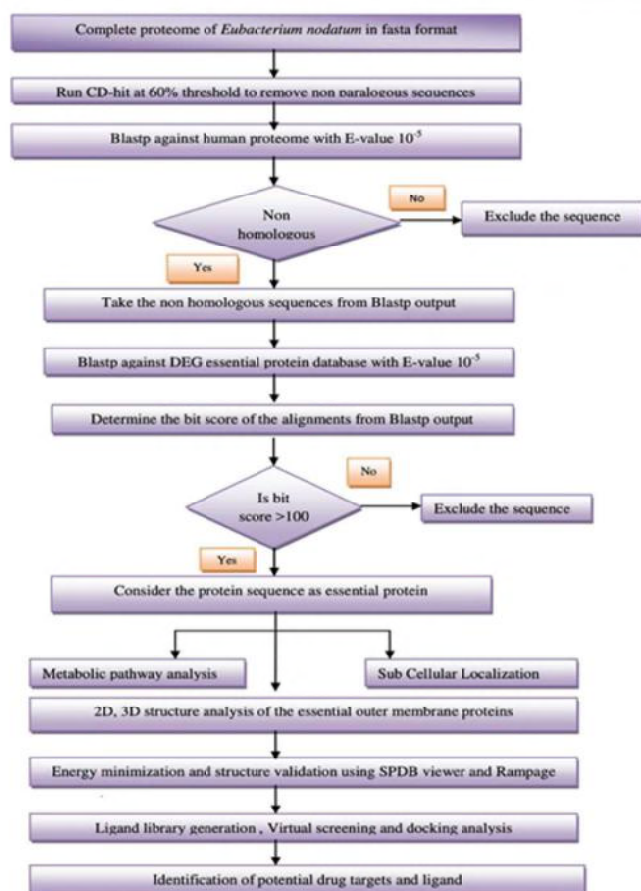 Complete proteome of Eubacterium nodatum in fasta format
Run CD-hit at 60% threshold to remove non paralogous sequences
Blastp against human proteome with E-value 10⁻⁵
Non
homologous
No
Exclude the sequence
Yes
Take the non homologous sequences from Blastp output
Blastp against DEG essential protein database with E-value 10⁻⁵
Determine the bit score of the alignments from Blastp output
No
Is bit
score >100
Exclude the sequence
Yes
Consider the protein sequence as essential protein
Metabolic pathway analysis
Sub Cellular Localization
2D, 3D structure analysis of the essential outer membrane proteins
Energy minimization and structure validation using SPDB viewer and Rampage
Ligand library generation , Virtual screening and docking analysis
Identification of potential drug targets and ligand